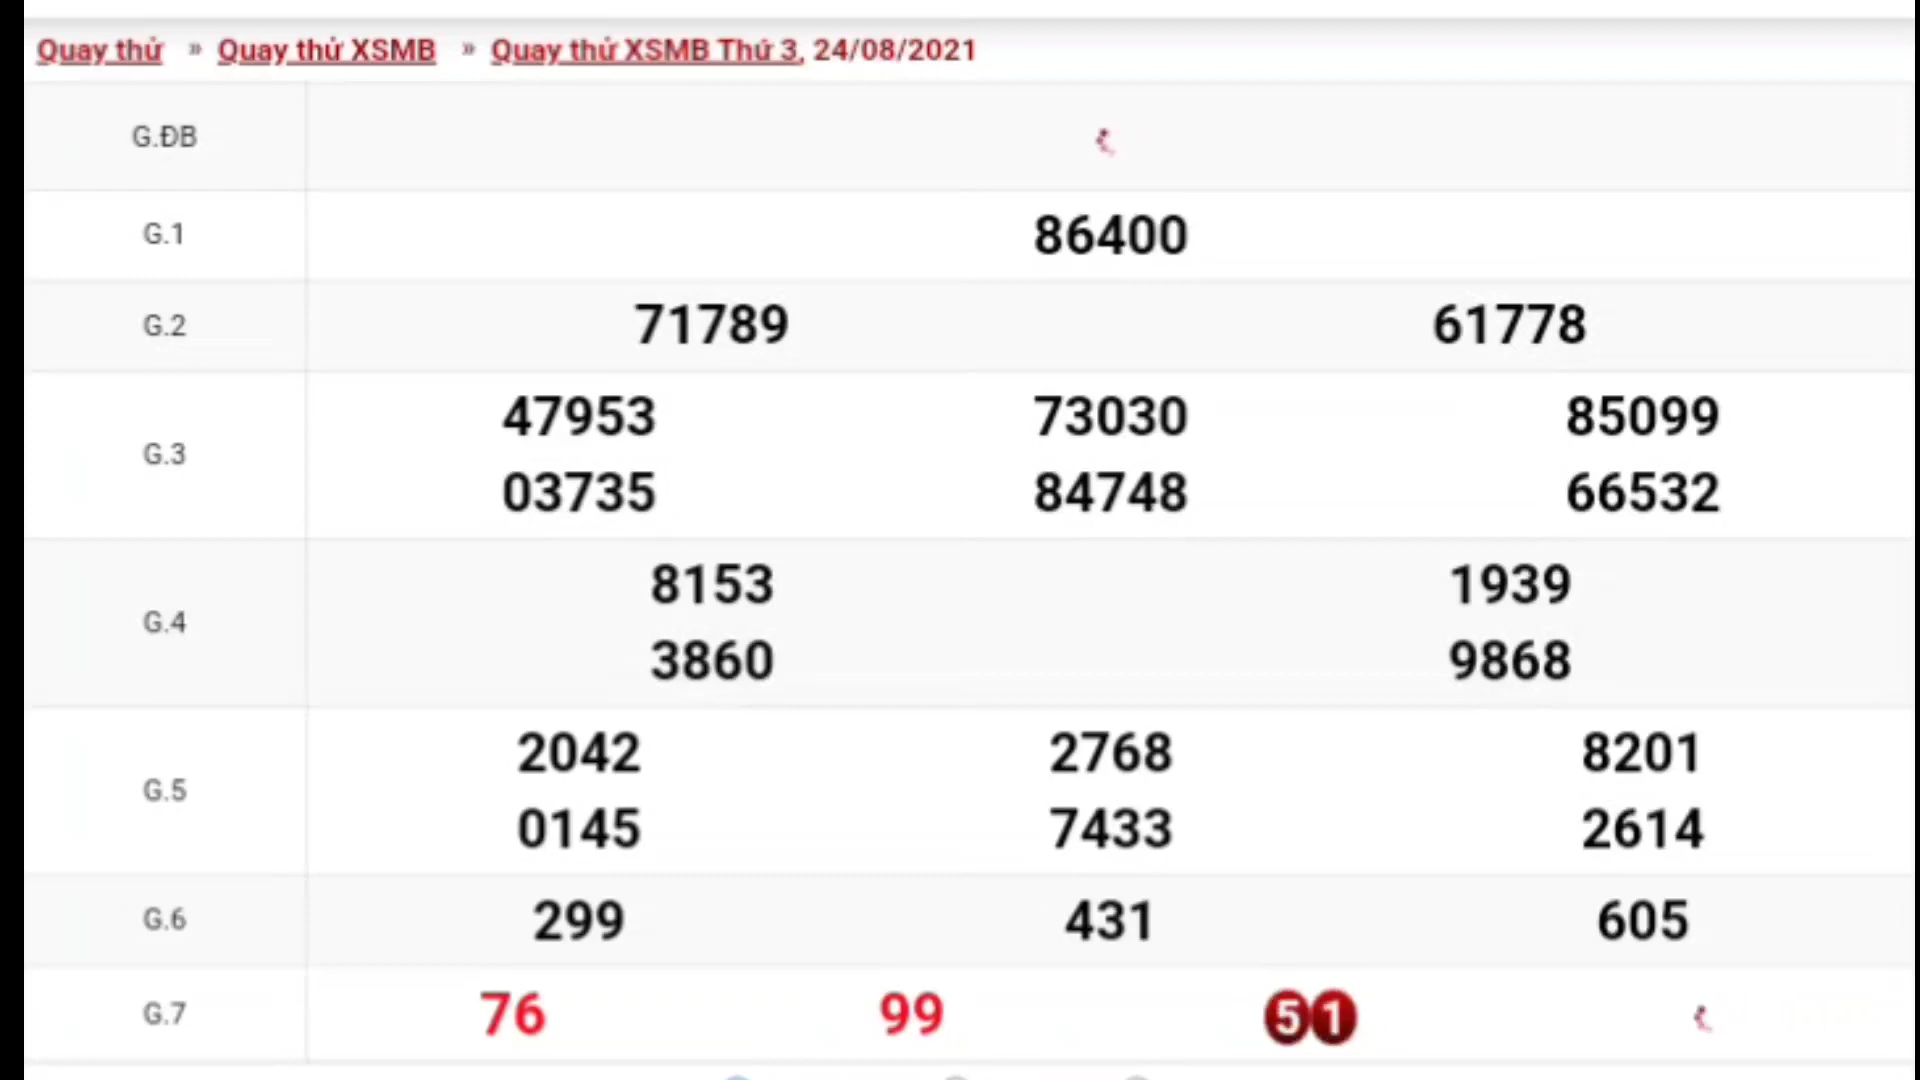 Quay thử » Quay thử XSMB » Quay thử XSMB Thứ 3, 24/08/2021
G.ĐB
G.1 86400
G.2 71789 61778
G.3 47953 73030 85099
03735 84748 66532
G.4 8153 1939
3860 9868
G.5 2042 2768 8201
0145 7433 2614
G.6 299 431 605
G.7 76 99 51